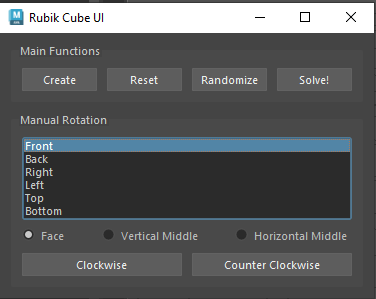 Rubik Cube UI
Main Functions
Create Reset Randomize Solve!
Manual Rotation
Front
Back
Right
Left
Top
Bottom
Face Vertical Middle Horizontal Middle
Clockwise Counter Clockwise